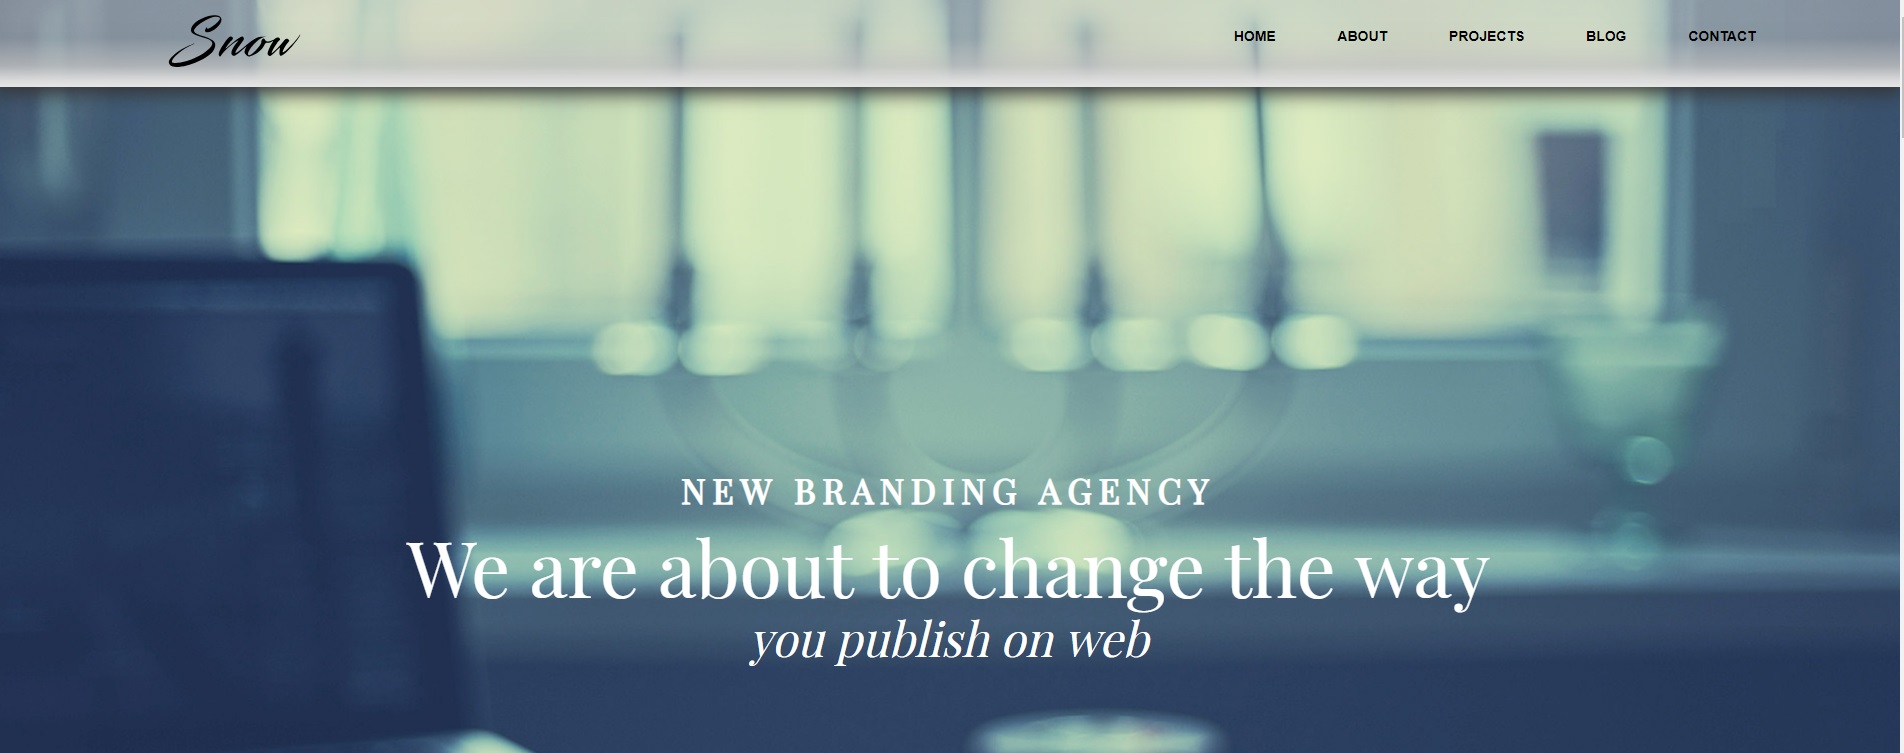 Snow
HOME ABOUT PROJECTS BLOG CONTACT
NEW BRANDING AGENCY
We are about to change the way
you publish on web